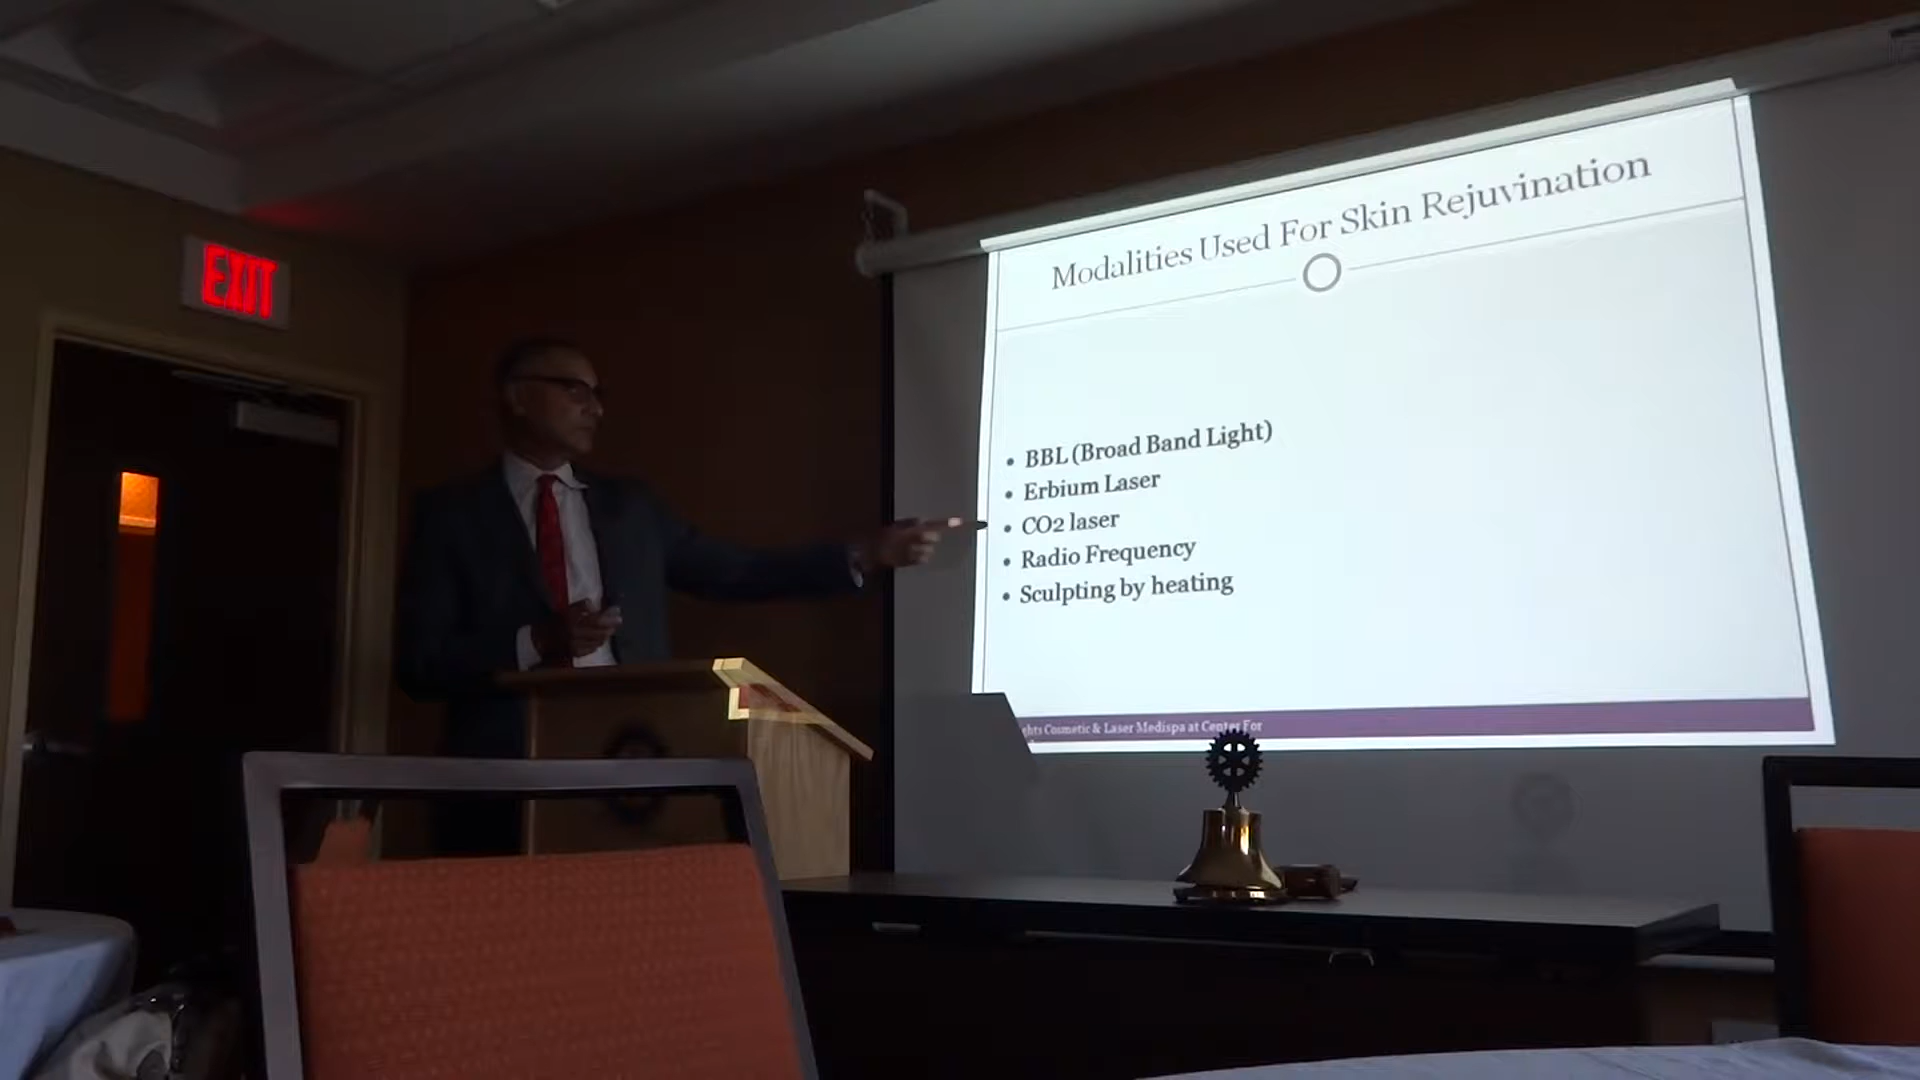 EXIT
Modalities Used For Skin Rejuvination
• BBL (Broad Band Light)
• Erbium Laser
• CO2 laser
• Radio Frequency
• Sculpting by heating
Cosmetic & Laser Medispa at Center For